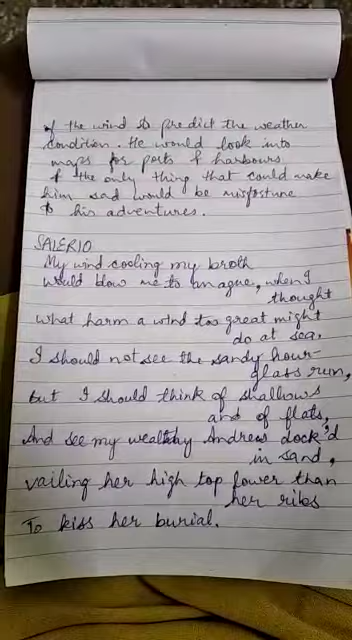 of the wind to predict the weather
condition. He would look into
maps for ports & harbours
& the only thing that could make
him sad would be misfortune
to his adventures.
SALERIO
My wind cooling my broth
would blow me to an ague, when I
thought
what harm a wind too great might
do at sea.
I should not see the sandy hour-
glass run,
but I should think of shallows
and of flats,
And see my wealthy Andrew dock'd
in sand,
vailing her high top lower than
her ribs
To kiss her burial.